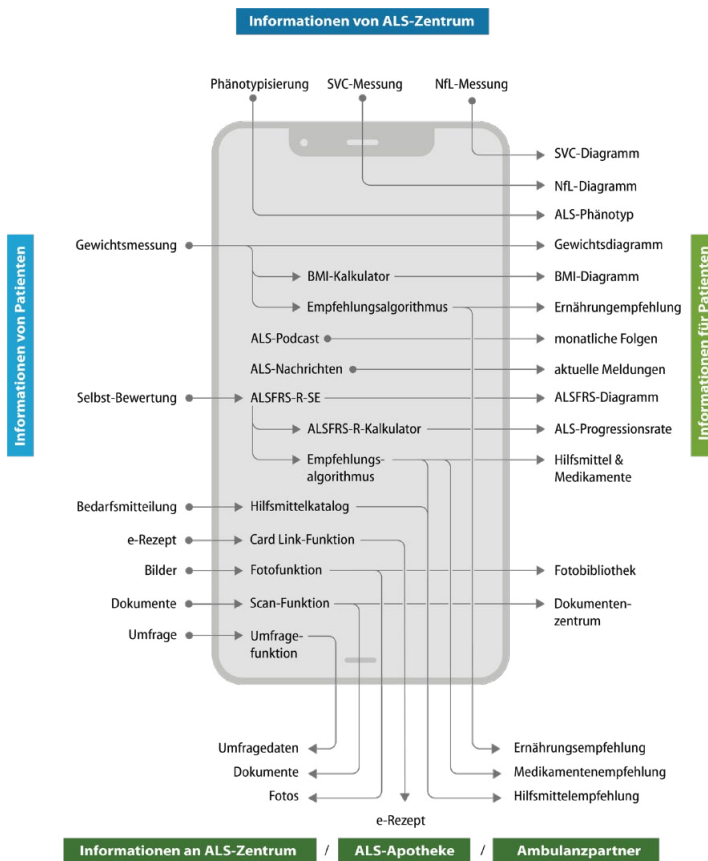 Informationen von ALS-Zentrum
Phänotypisierung SVC-Messung NfL-Messung
SVC-Diagramm
NfL-Diagramm
ALS-Phänotyp
Informationen von Patienten
Informationen für Patienten
Gewichtsmessung Gewichtsdiagramm
BMI-Kalkulator BMI-Diagramm
Empfehlungsalgorithmus Ernährungempfehlung
ALS-Podcast monatliche Folgen
ALS-Nachrichten aktuelle Meldungen
Selbst-Bewertung ALSFRS-R-SE ALSFRS-Diagramm
ALSFRS-R-Kalkulator ALS-Progressionsrate
Empfehlungs- Hilfsmittel &
algorithmus Medikamente
Bedarfsmitteilung Hilfsmittelkatalog
e-Rezept Card Link-Funktion
Bilder Fotofunktion Fotobibliothek
Dokumente Scan-Funktion Dokumenten-
zentrum
Umfrage Umfrage-
funktion
Umfragedaten Ernährungsempfehlung
Dokumente Medikamentenempfehlung
Fotos Hilfsmittelempfehlung
e-Rezept
Informationen an ALS-Zentrum / ALS-Apotheke / Ambulanzpartner